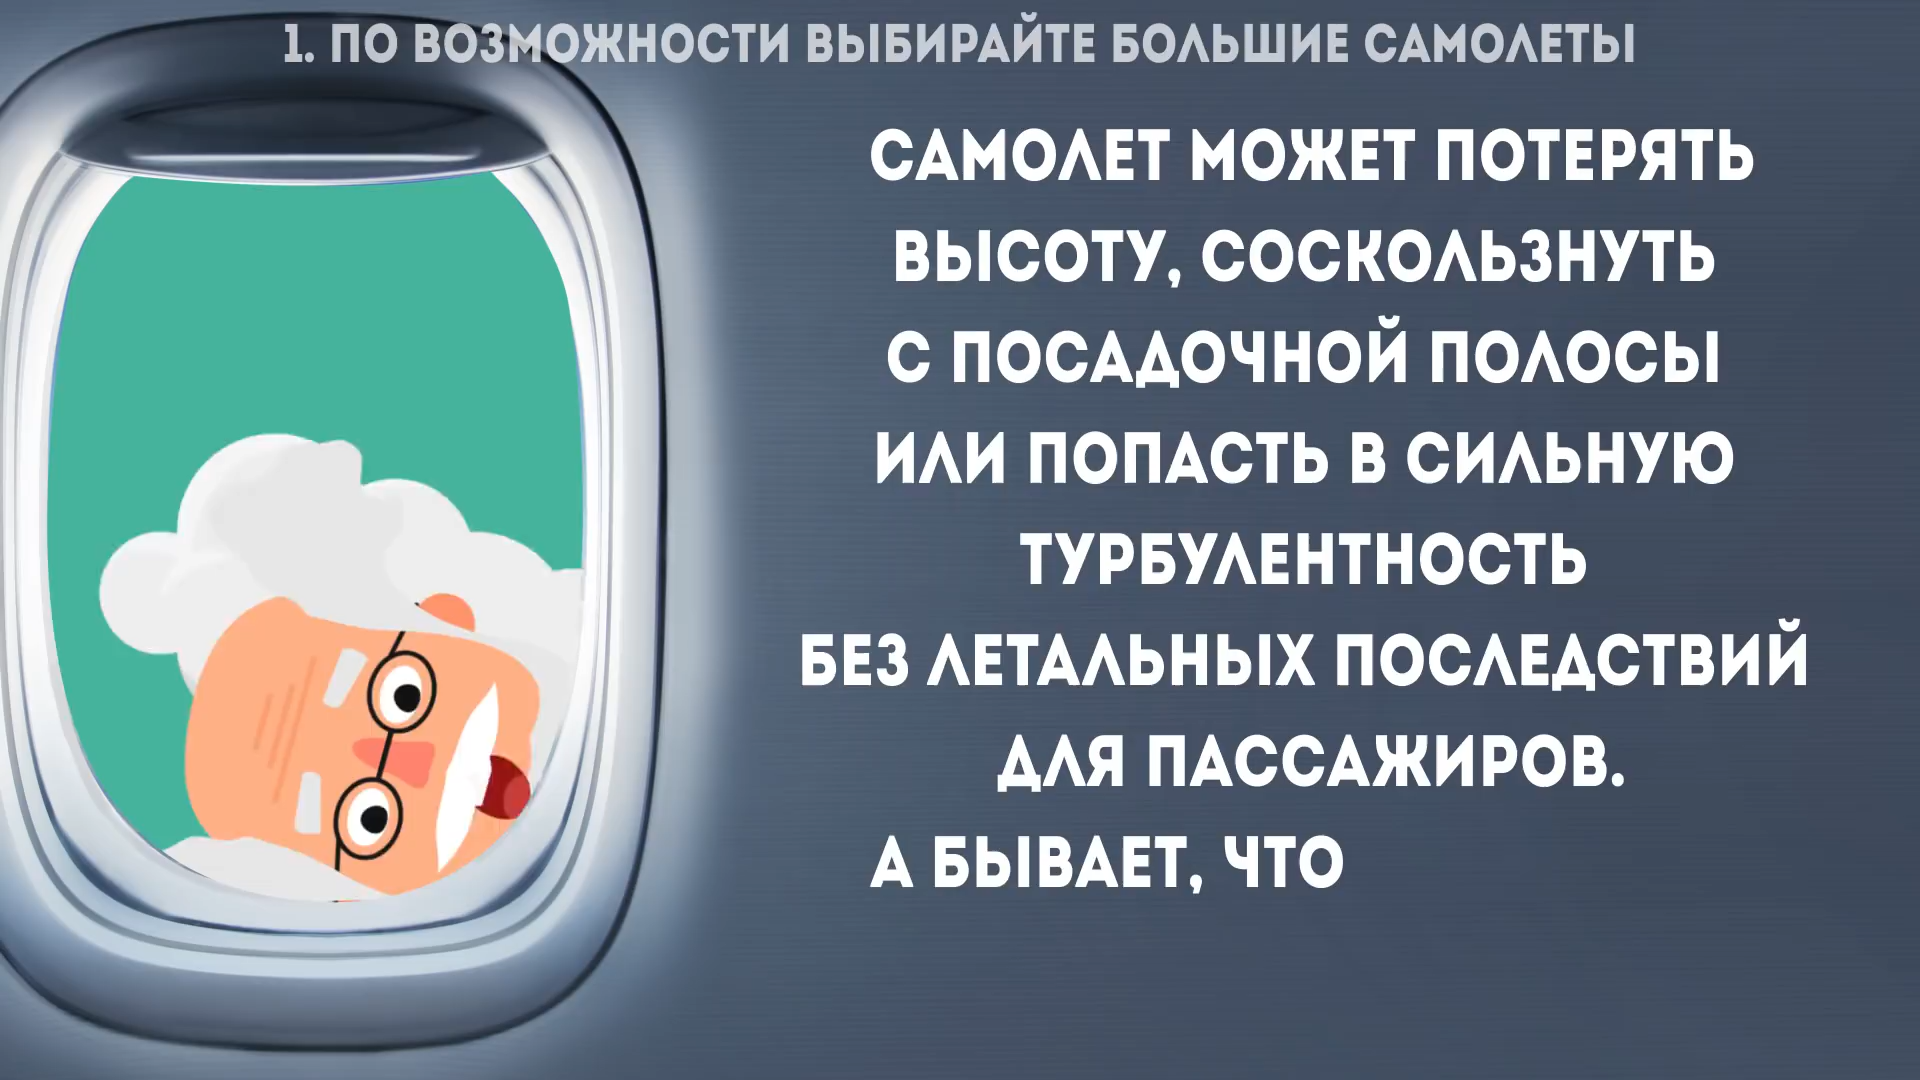 1. ПО ВОЗМОЖНОСТИ ВЫБИРАЙТЕ БОЛЬШИЕ САМОЛЕТЫ
САМОЛЕТ МОЖЕТ ПОТЕРЯТЬ
ВЫСОТУ, СОСКОЛЬЗНУТЬ
С ПОСАДОЧНОЙ ПОЛОСЫ
ИЛИ ПОПАСТЬ В СИЛЬНУЮ
ТУРБУЛЕНТНОСТЬ
БЕЗ ЛЕТАЛЬНЫХ ПОСЛЕДСТВИЙ
ДЛЯ ПАССАЖИРОВ.
А БЫВАЕТ, ЧТО